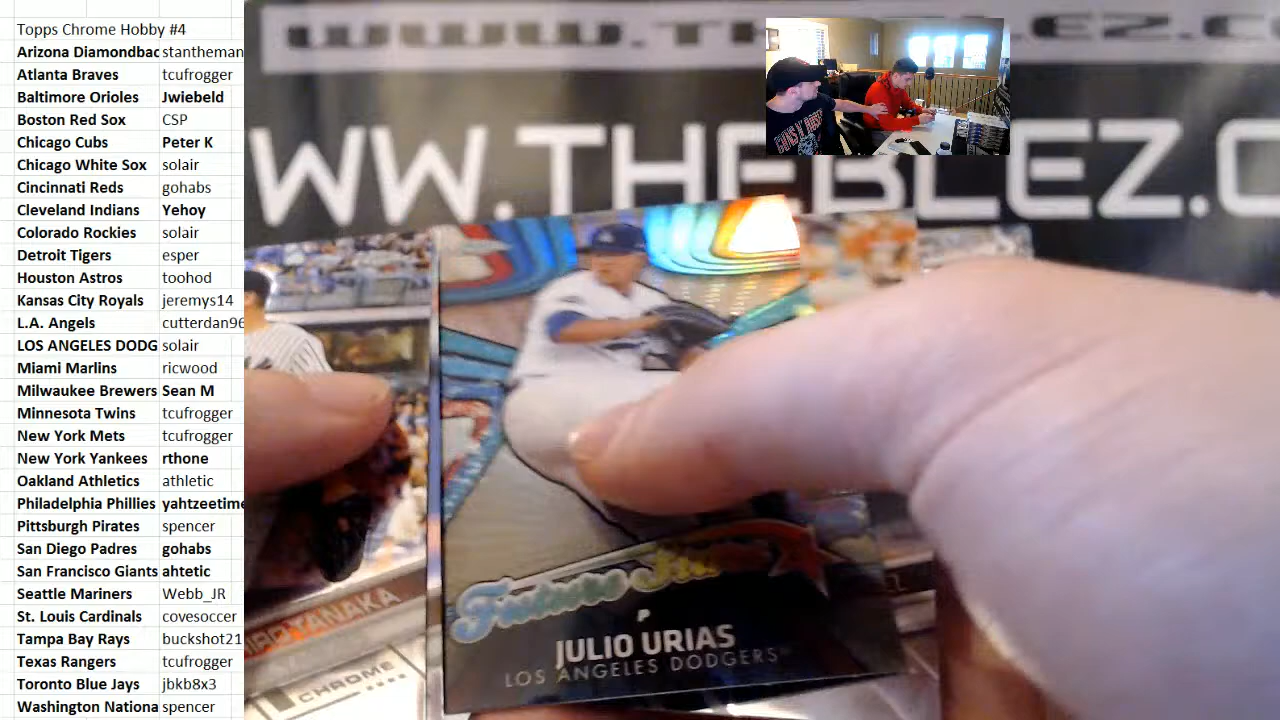 Topps Chrome Hobby #4
Arizona Diamondbac stantheman
Atlanta Braves tcufrogger
Baltimore Orioles Jwiebeld
Boston Red Sox CSP
Chicago Cubs Peter K
Chicago White Sox solair
Cincinnati Reds gohabs
Cleveland Indians Yehoy
Colorado Rockies solair
Detroit Tigers esper
Houston Astros toohod
Kansas City Royals jeremys14
L.A. Angels cutterdan96
LOS ANGELES DODG solair
Miami Marlins ricwood
Milwaukee Brewers Sean M
Minnesota Twins tcufrogger
New York Mets tcufrogger
New York Yankees rthone
Oakland Athletics athletic
Philadelphia Phillies yahtzeetime
Pittsburgh Pirates spencer
San Diego Padres gohabs
San Francisco Giants ahtetic
Seattle Mariners Webb_JR
St. Louis Cardinals covesoccer
Tampa Bay Rays buckshot21
Texas Rangers tcufrogger
Toronto Blue Jays jbkb8x3
Washington Nationa spencer
WW.THEBLEZ.C
Future
P
JULIO URIAS
LOS ANGELES DODGERS
TANAKA
CHROME